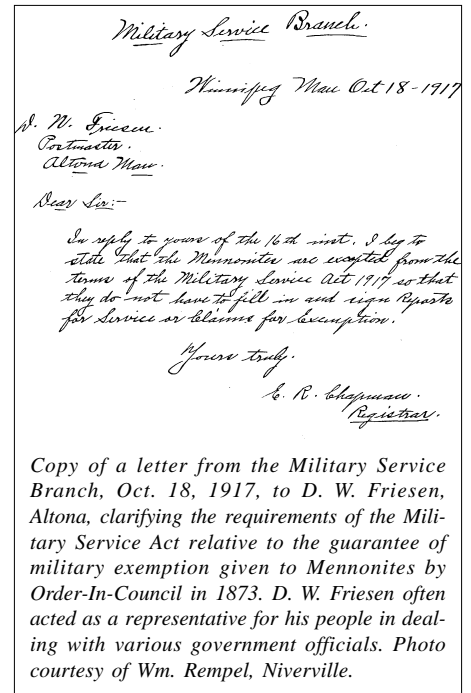 Military Service Branch.
Winnipeg Man Oct 18-1917
D. W. Friesen.
Postmaster.
Altona Man.
Dear Sir:-
In reply to yours of the 16th inst. I beg to
state that the Mennonites are excepted from the
terms of the Military Service Act 1917 so that
they do not have to fill in and sign Reports
for Service or Claims for Exemption.
Yours truly.
E. R. Chapman.
Registrar.
Copy of a letter from the Military Service
Branch, Oct. 18, 1917, to D. W. Friesen,
Altona, clarifying the requirements of the Mili-
tary Service Act relative to the guarantee of
military exemption given to Mennonites by
Order-In-Council in 1873. D. W. Friesen often
acted as a representative for his people in deal-
ing with various government officials. Photo
courtesy of Wm. Rempel, Niverville.